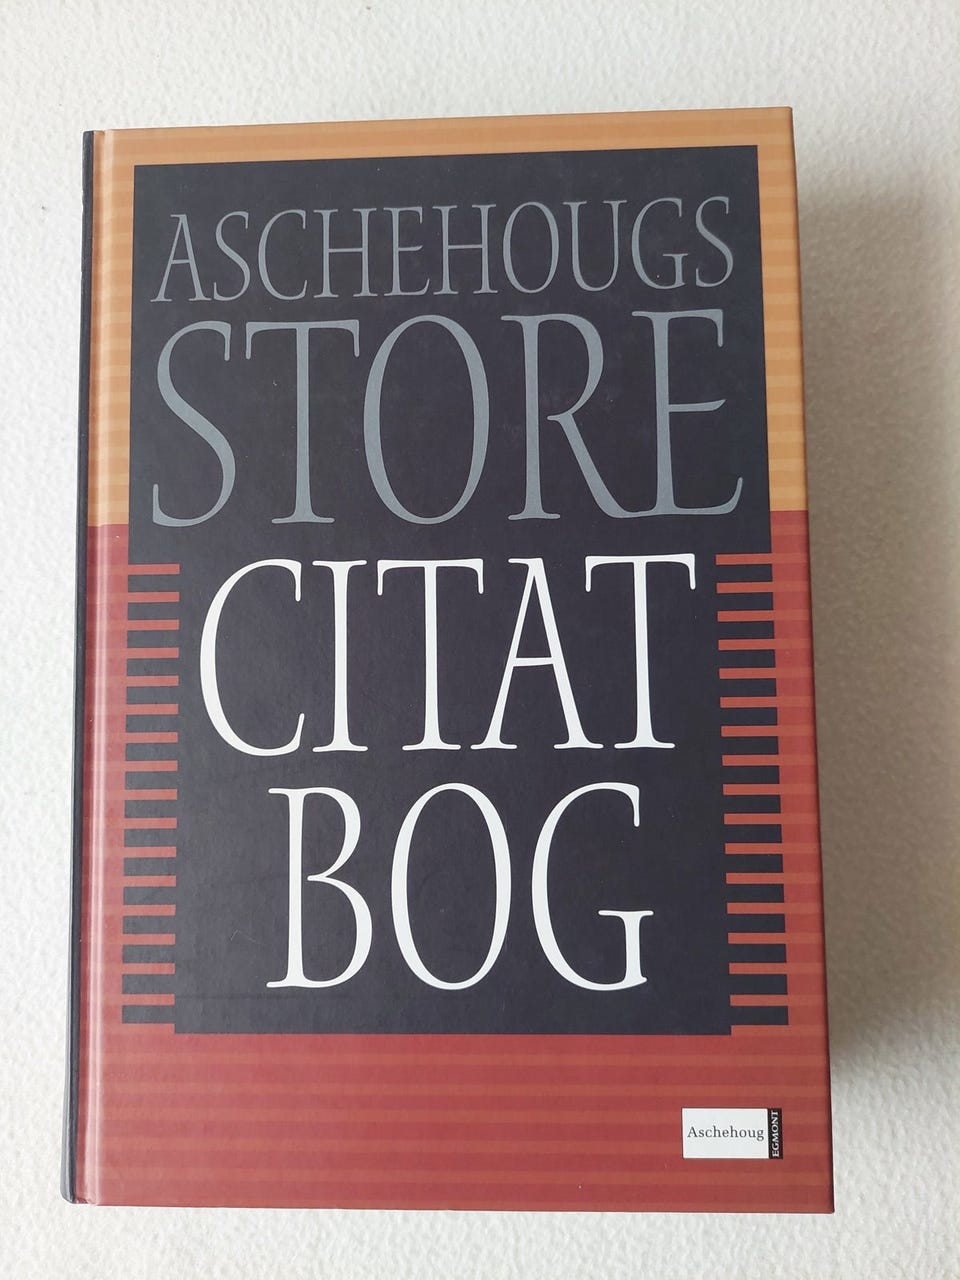 ASCHEHOUGS
STORE
CITAT
BOG
Aschehoug
EGMONT